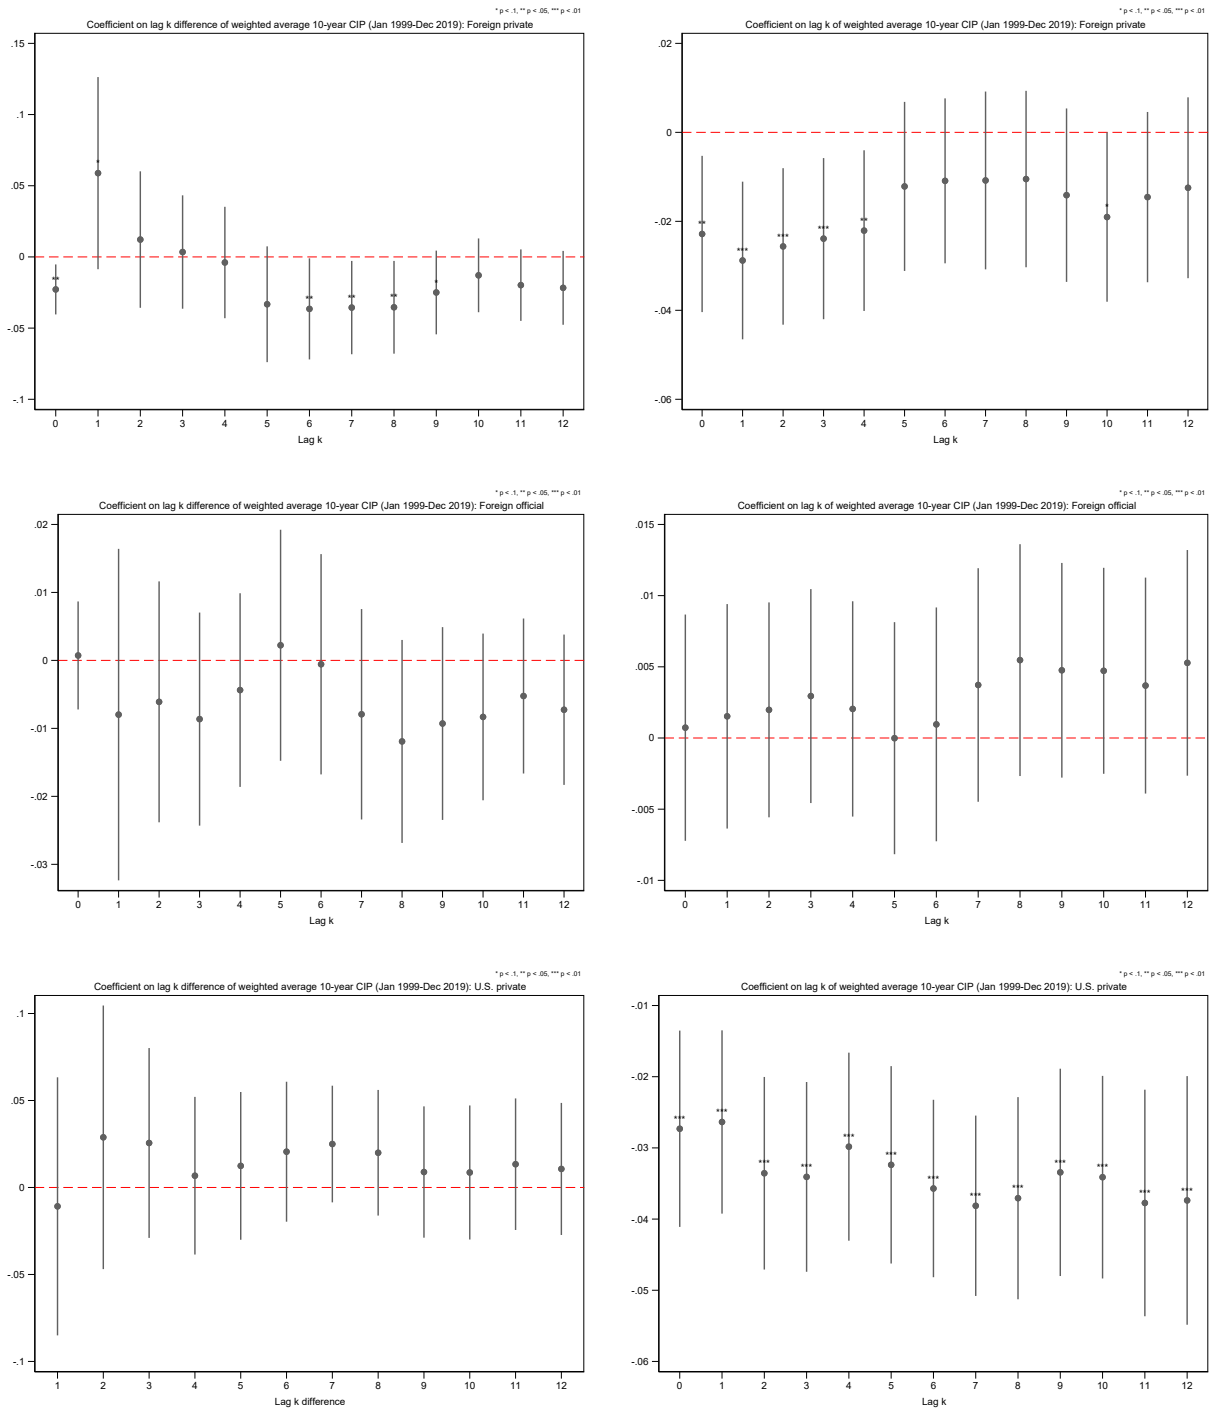 * p < .1, ** p < .05, *** p < .01
Coefficient on lag k difference of weighted average 10-year CIP (Jan 1999-Dec 2019): Foreign private
.15
.1
.05
0
-.05
-.1
*
**
**
**
**
*
0 1 2 3 4 5 6 7 8 9 10 11 12
Lag k
* p < .1, ** p < .05, *** p < .01
Coefficient on lag k of weighted average 10-year CIP (Jan 1999-Dec 2019): Foreign private
.02
0
-.02
-.04
-.06
** *** *** *** ** *
0 1 2 3 4 5 6 7 8 9 10 11 12
Lag k
* p < .1, ** p < .05, *** p < .01
Coefficient on lag k difference of weighted average 10-year CIP (Jan 1999-Dec 2019): Foreign official
.02
.01
0
-.01
-.02
-.03
0 1 2 3 4 5 6 7 8 9 10 11 12
Lag k
* p < .1, ** p < .05, *** p < .01
Coefficient on lag k of weighted average 10-year CIP (Jan 1999-Dec 2019): Foreign official
.015
.01
.005
0
-.005
-.01
0 1 2 3 4 5 6 7 8 9 10 11 12
Lag k
* p < .1, ** p < .05, *** p < .01
Coefficient on lag k difference of weighted average 10-year CIP (Jan 1999-Dec 2019): U.S. private
.1
.05
0
-.05
-.1
1 2 3 4 5 6 7 8 9 10 11 12
Lag k difference
* p < .1, ** p < .05, *** p < .01
Coefficient on lag k of weighted average 10-year CIP (Jan 1999-Dec 2019): U.S. private
-.01
-.02
-.03
-.04
-.05
-.06
*** *** *** *** *** *** *** *** *** *** *** *** ***
0 1 2 3 4 5 6 7 8 9 10 11 12
Lag k